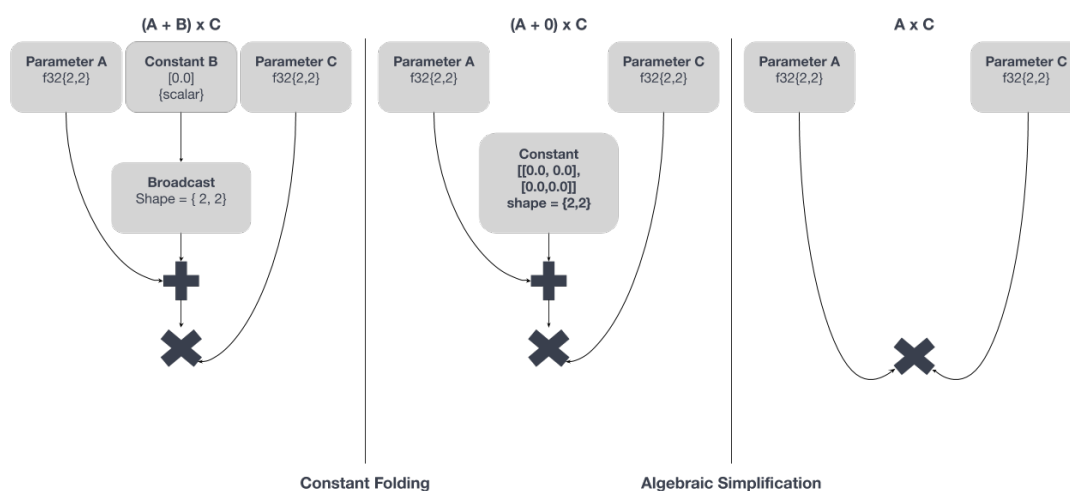 (A + B) x C
Parameter A
f32{2,2}
Constant B
[0.0]
{scalar}
Parameter C
f32{2,2}
Broadcast
Shape = { 2, 2}
(A + 0) x C
Parameter A
f32{2,2}
Parameter C
f32{2,2}
Constant
[[0.0, 0.0],
[0.0,0.0]]
shape = {2,2}
A x C
Parameter A
f32{2,2}
Parameter C
f32{2,2}
Constant Folding
Algebraic Simplification